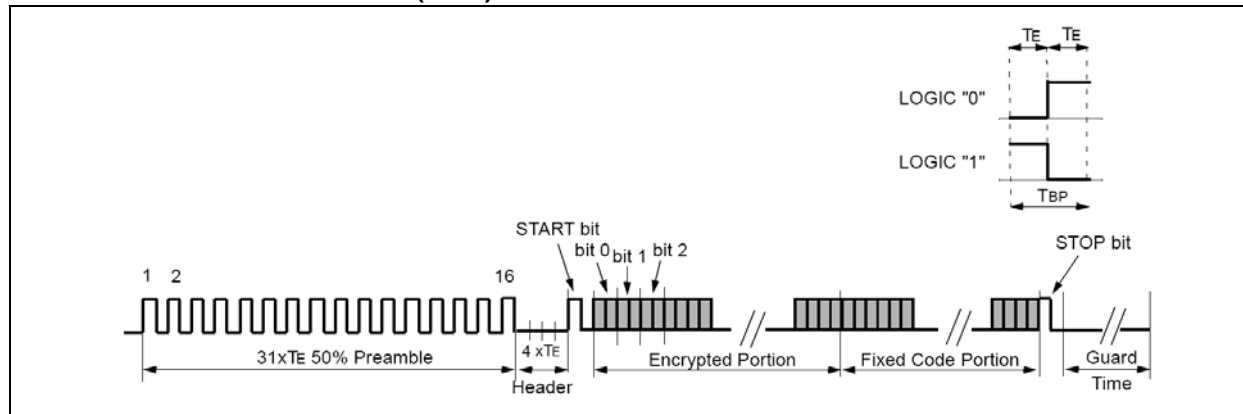 TE TE
LOGIC "0"
LOGIC "1"
TBP
START bit
bit 0 bit 1 bit 2
STOP bit
1 2 16
31xTE 50% Preamble
4 xTE
Header
Encrypted Portion
Fixed Code Portion
Guard
Time